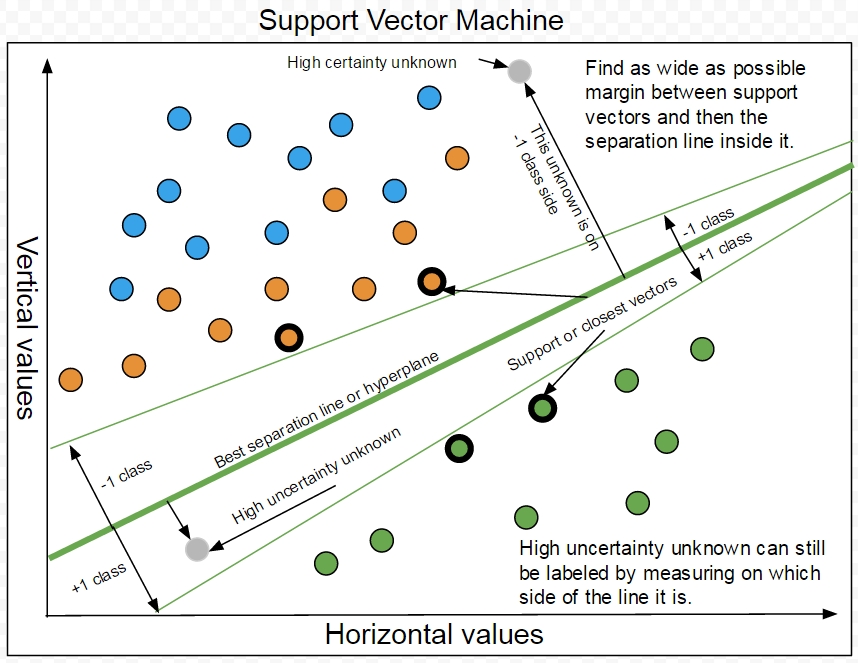 Support Vector Machine
High certainty unknown
Find as wide as possible
margin between support
vectors and then the
separation line inside it.
This unknown is on
-1 class side
-1 class
+1 class
Support or closest vectors
Vertical values
Best separation line or hyperplane
High uncertainty unknown
-1 class
+1 class
High uncertainty unknown can still
be labeled by measuring on which
side of the line it is.
Horizontal values